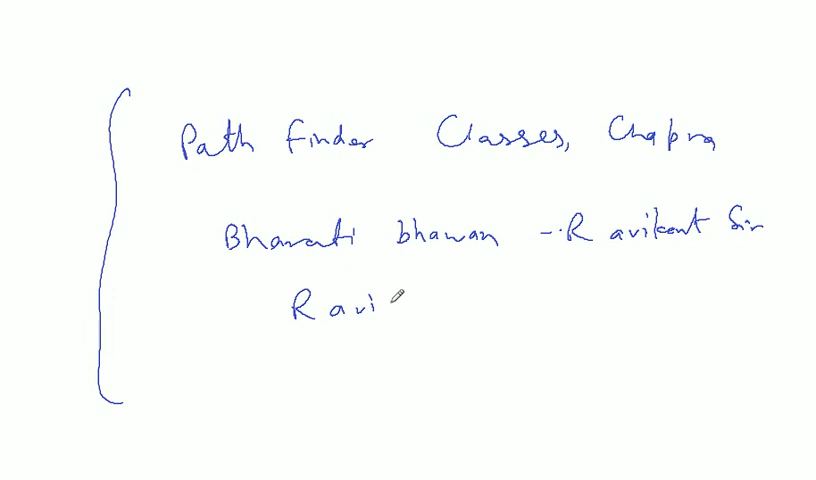 Path Finder Classes, Chapra
Bharati bhawan - Ravikant Sir
Ravi